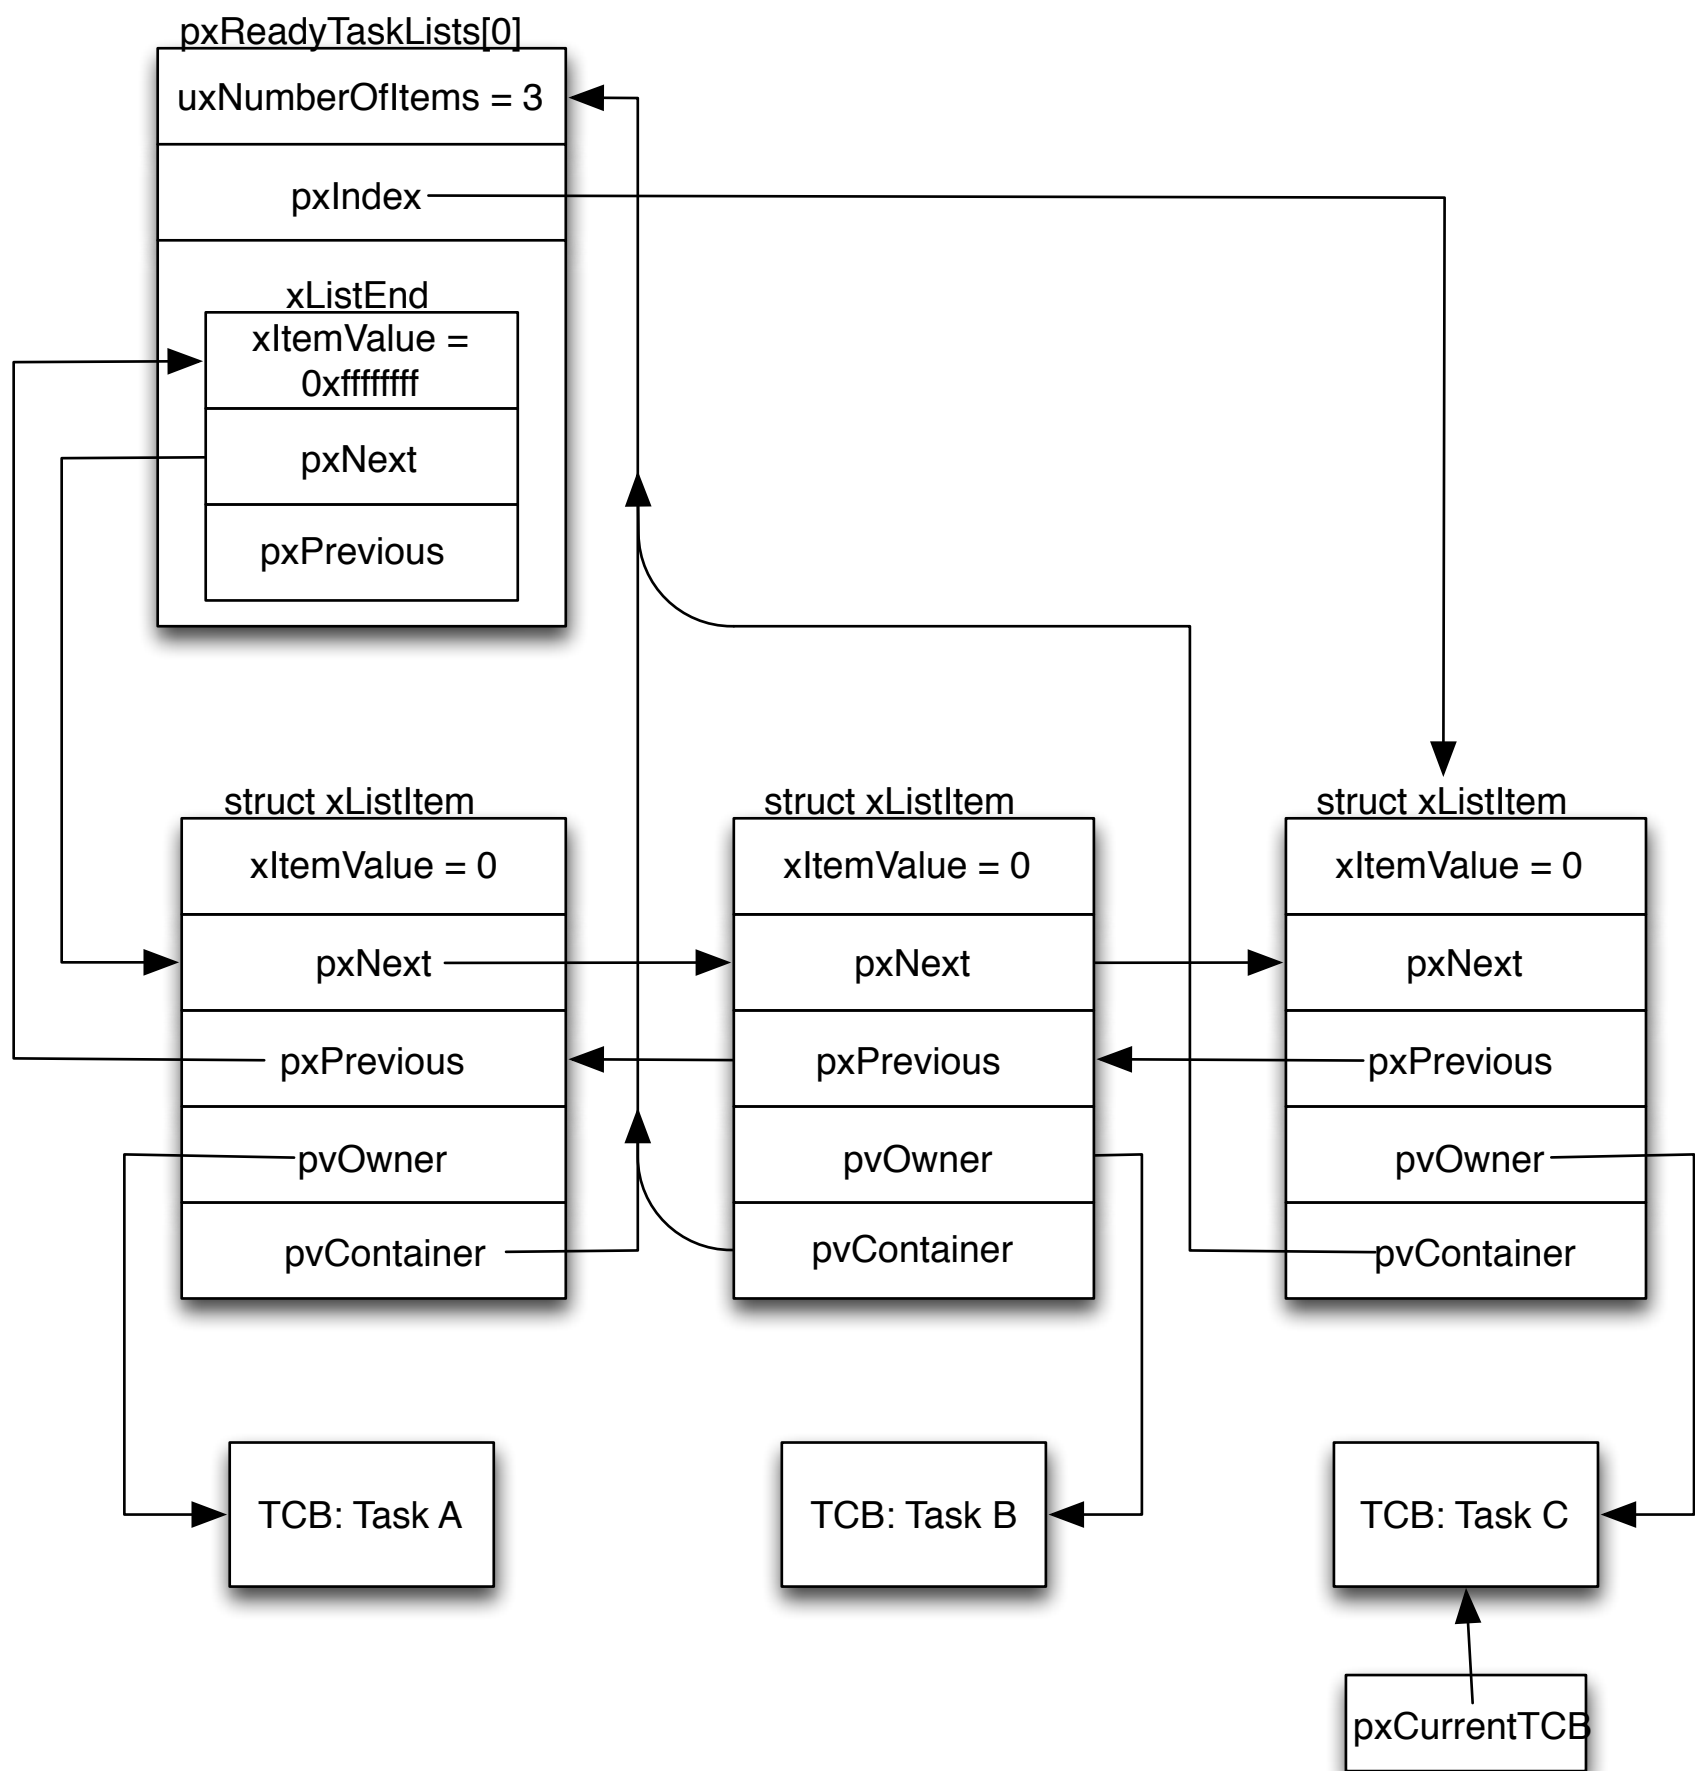 pxReadyTaskLists[0]
uxNumberOfItems = 3
pxIndex
xListEnd
xItemValue =
0xffffffff
pxNext
pxPrevious
struct xListItem
xItemValue = 0
pxNext
pxPrevious
pvOwner
pvContainer
struct xListItem
xItemValue = 0
pxNext
pxPrevious
pvOwner
pvContainer
struct xListItem
xItemValue = 0
pxNext
pxPrevious
pvOwner
pvContainer
TCB: Task A
TCB: Task B
TCB: Task C
pxCurrentTCB